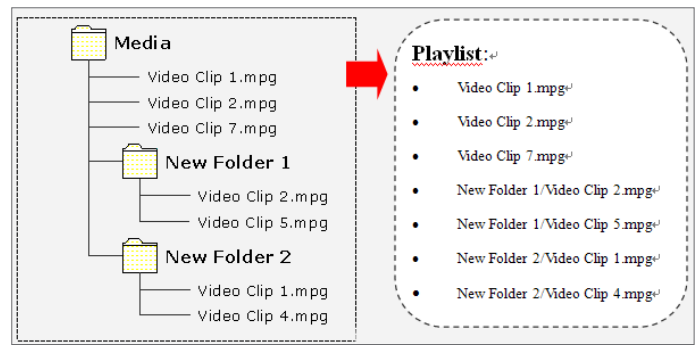 Media
Video Clip 1.mpg
Video Clip 2.mpg
Video Clip 7.mpg
New Folder 1
Video Clip 2.mpg
Video Clip 5.mpg
New Folder 2
Video Clip 1.mpg
Video Clip 4.mpg
Playlist:
• Video Clip 1.mpg
• Video Clip 2.mpg
• Video Clip 7.mpg
• New Folder 1/Video Clip 2.mpg
• New Folder 1/Video Clip 5.mpg
• New Folder 2/Video Clip 1.mpg
• New Folder 2/Video Clip 4.mpg